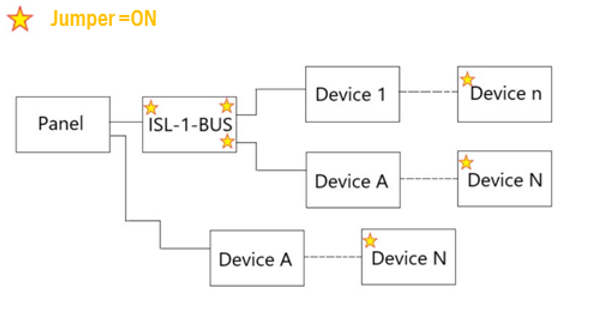 Jumper =ON
Device 1
Device n
Panel
ISL-1-BUS
Device A
Device N
Device A
Device N